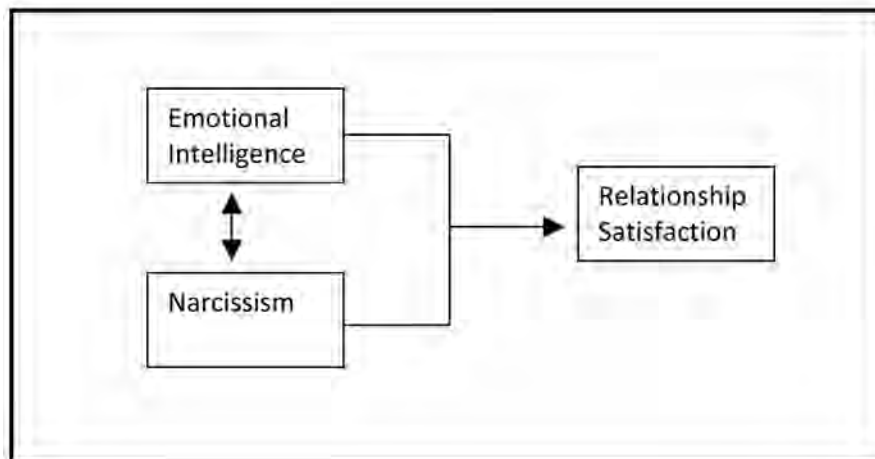 Emotional
Intelligence
Relationship
Satisfaction
Narcissism